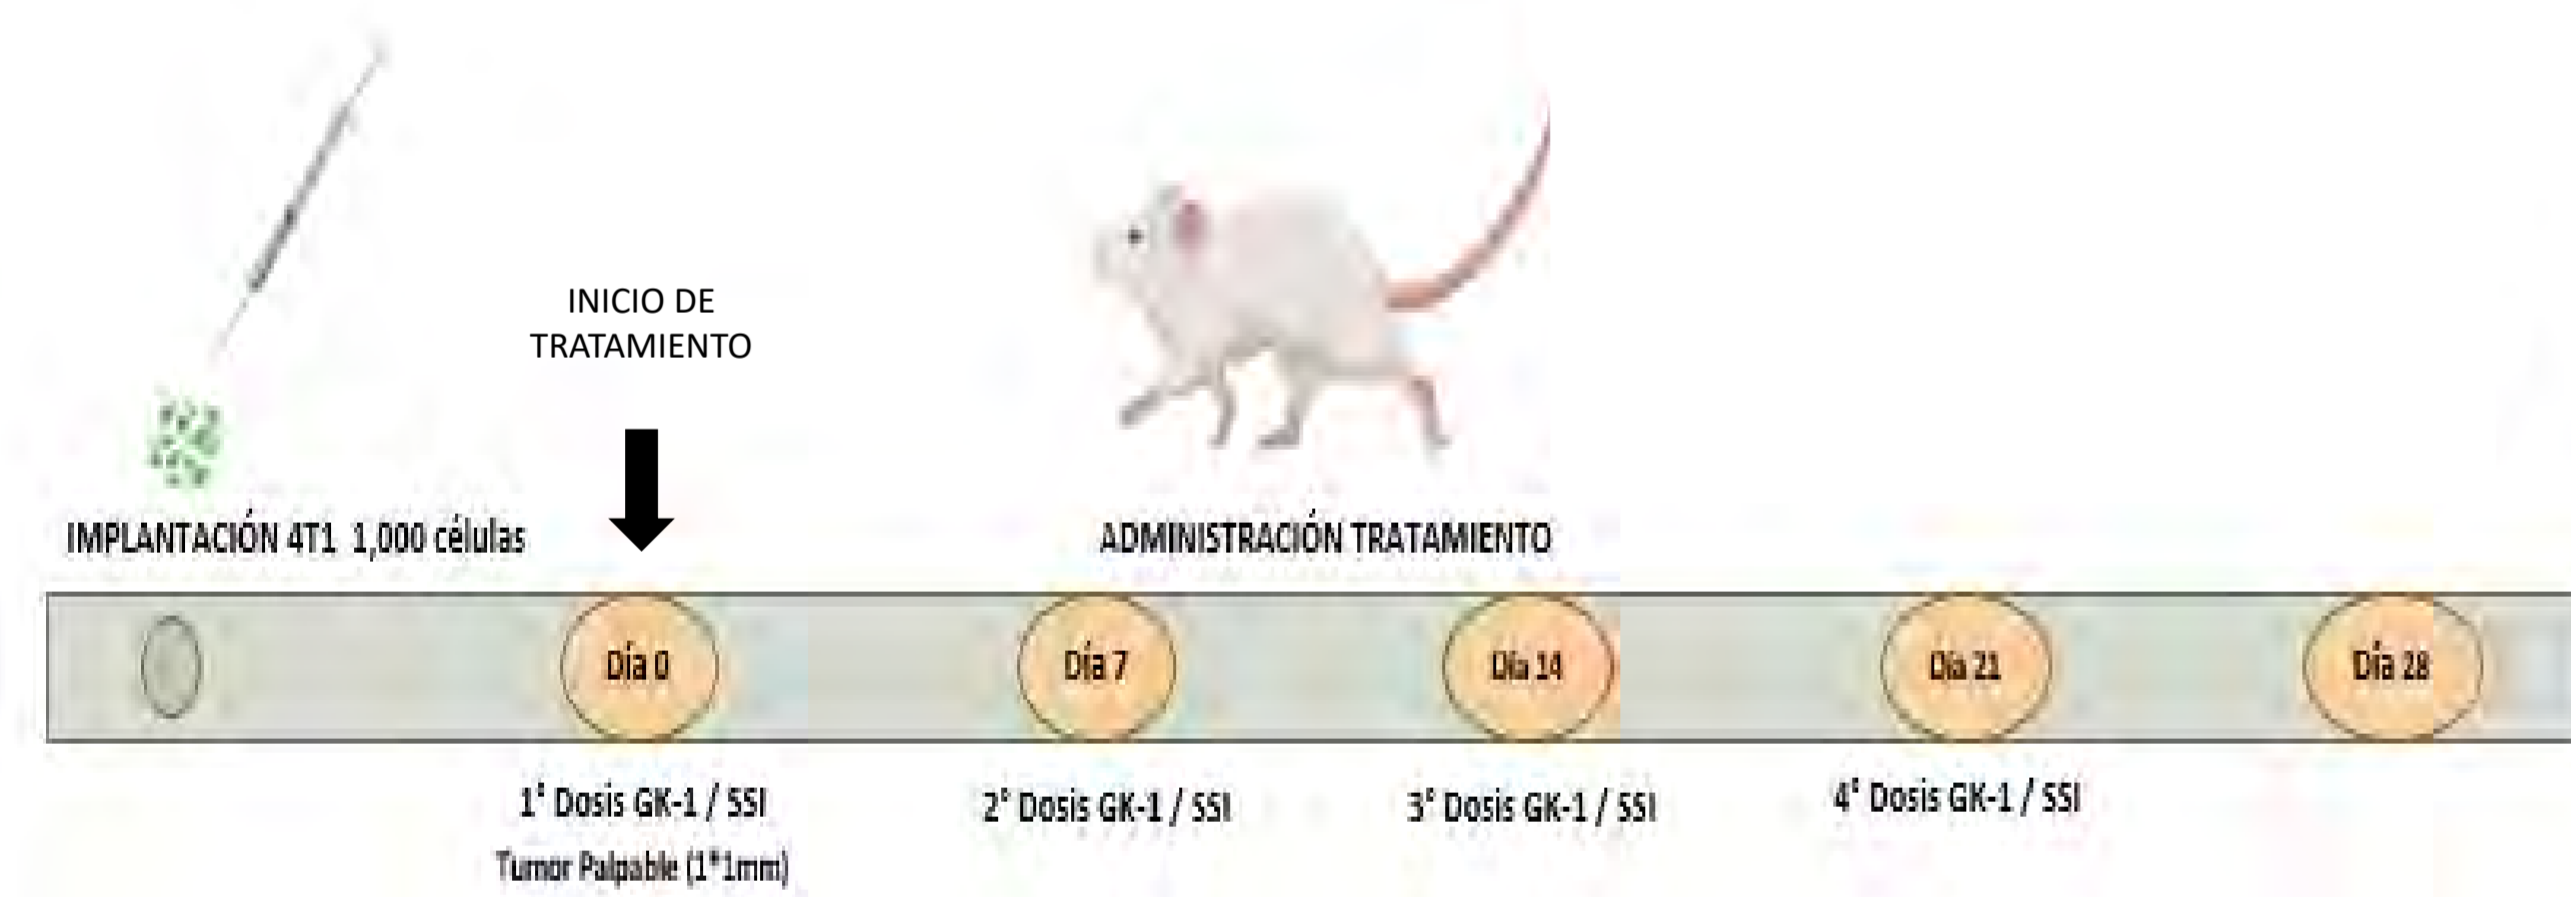 INICIO DE
TRATAMIENTO
IMPLANTACIÓN 4T1 1,000 células
ADMINISTRACIÓN TRATAMIENTO
Día 0
Día 7
Día 14
Día 21
Día 28
1° Dosis GK-1 / SSI
2° Dosis GK-1 / SSI
3° Dosis GK-1 / SSI
4° Dosis GK-1 / SSI
Tumor Palpable (1*1mm)